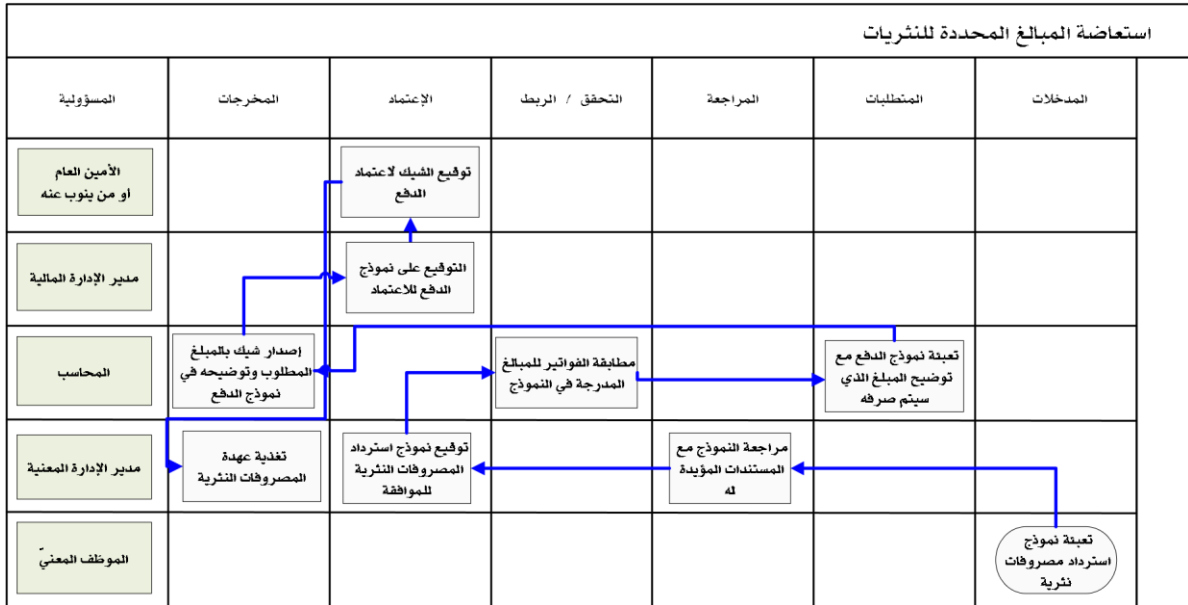 استعاضة المبالغ المحددة للنثريات
المدخلات
المتطلبات
المراجعة
التحقق / الربط
الإعتماد
المخرجات
المسؤولية
توقيع الشيك لاعتماد
الدفع
الأمين العام
أو من ينوب عنه
التوقيع على نموذج
الدفع للاعتماد
مدير الإدارة المالية
تعبئة نموذج الدفع مع
توضيح المبلغ الذي
سيتم صرفه
مطابقة الفواتير للمبالغ
المدرجة في النموذج
إصدار شيك بالمبلغ
المطلوب وتوضيحه في
نموذج الدفع
المحاسب
مراجعة النموذج مع
المستندات المؤيدة
له
توقيع نموذج استرداد
المصروفات النثرية
للموافقة
تغذية عهدة
المصروفات النثرية
مدير الإدارة المعنية
تعبئة نموذج
استرداد مصروفات
نثرية
الموظف المعنيّ